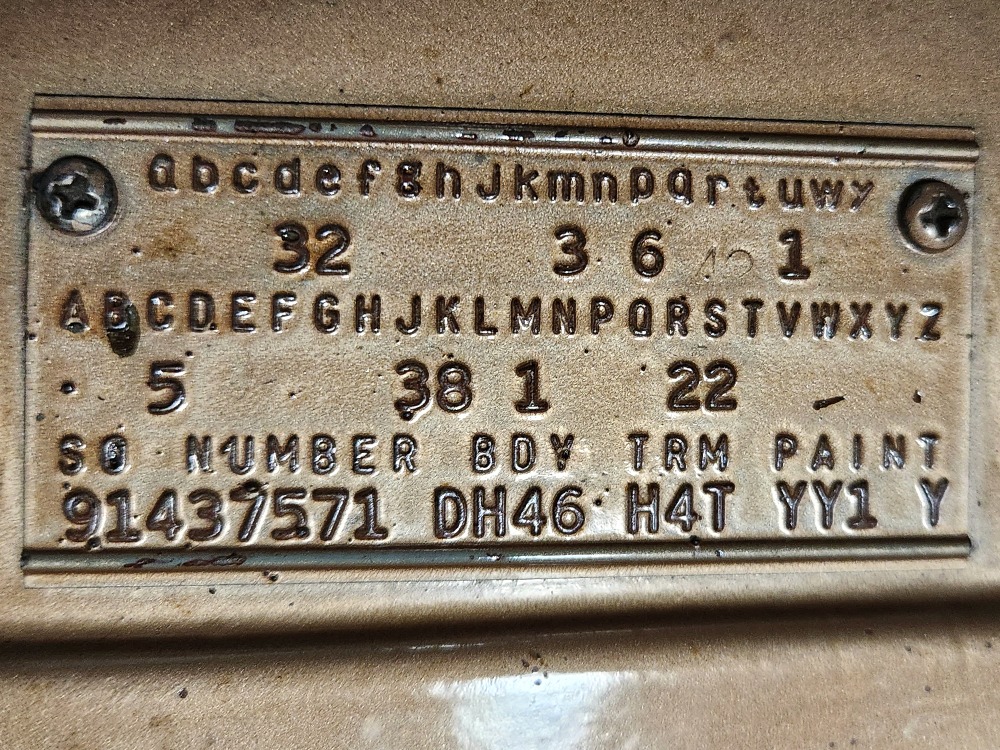 abcdefghJkmnpqrtuwy
32 3 6 1
ABCDEFGHJKLMNPQRSTVWXYZ
5 38 1 22
SO NUMBER BDY TRM PAINT
91437571 DH46 H4T YY1 Y